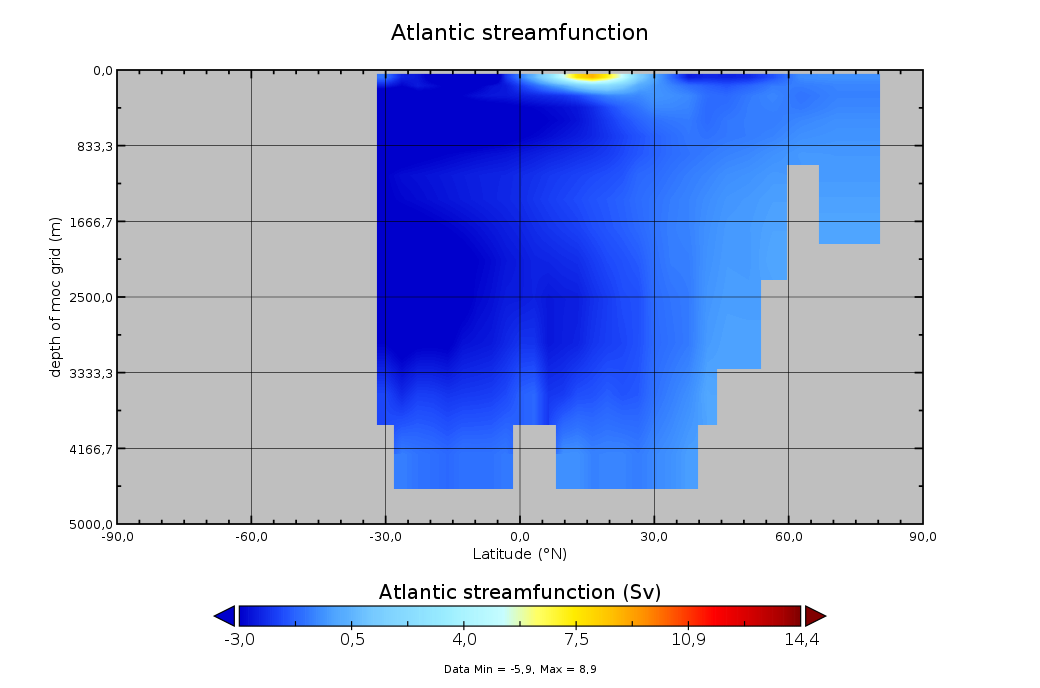 Atlantic streamfunction
0,0
833,3
1666,7
2500,0
3333,3
4166,7
5000,0
depth of moc grid (m)
-90,0 -60,0 -30,0 0,0 30,0 60,0 90,0
Latitude (°N)
Atlantic streamfunction (Sv)
-3,0 0,5 4,0 7,5 10,9 14,4
Data Min = -5,9, Max = 8,9